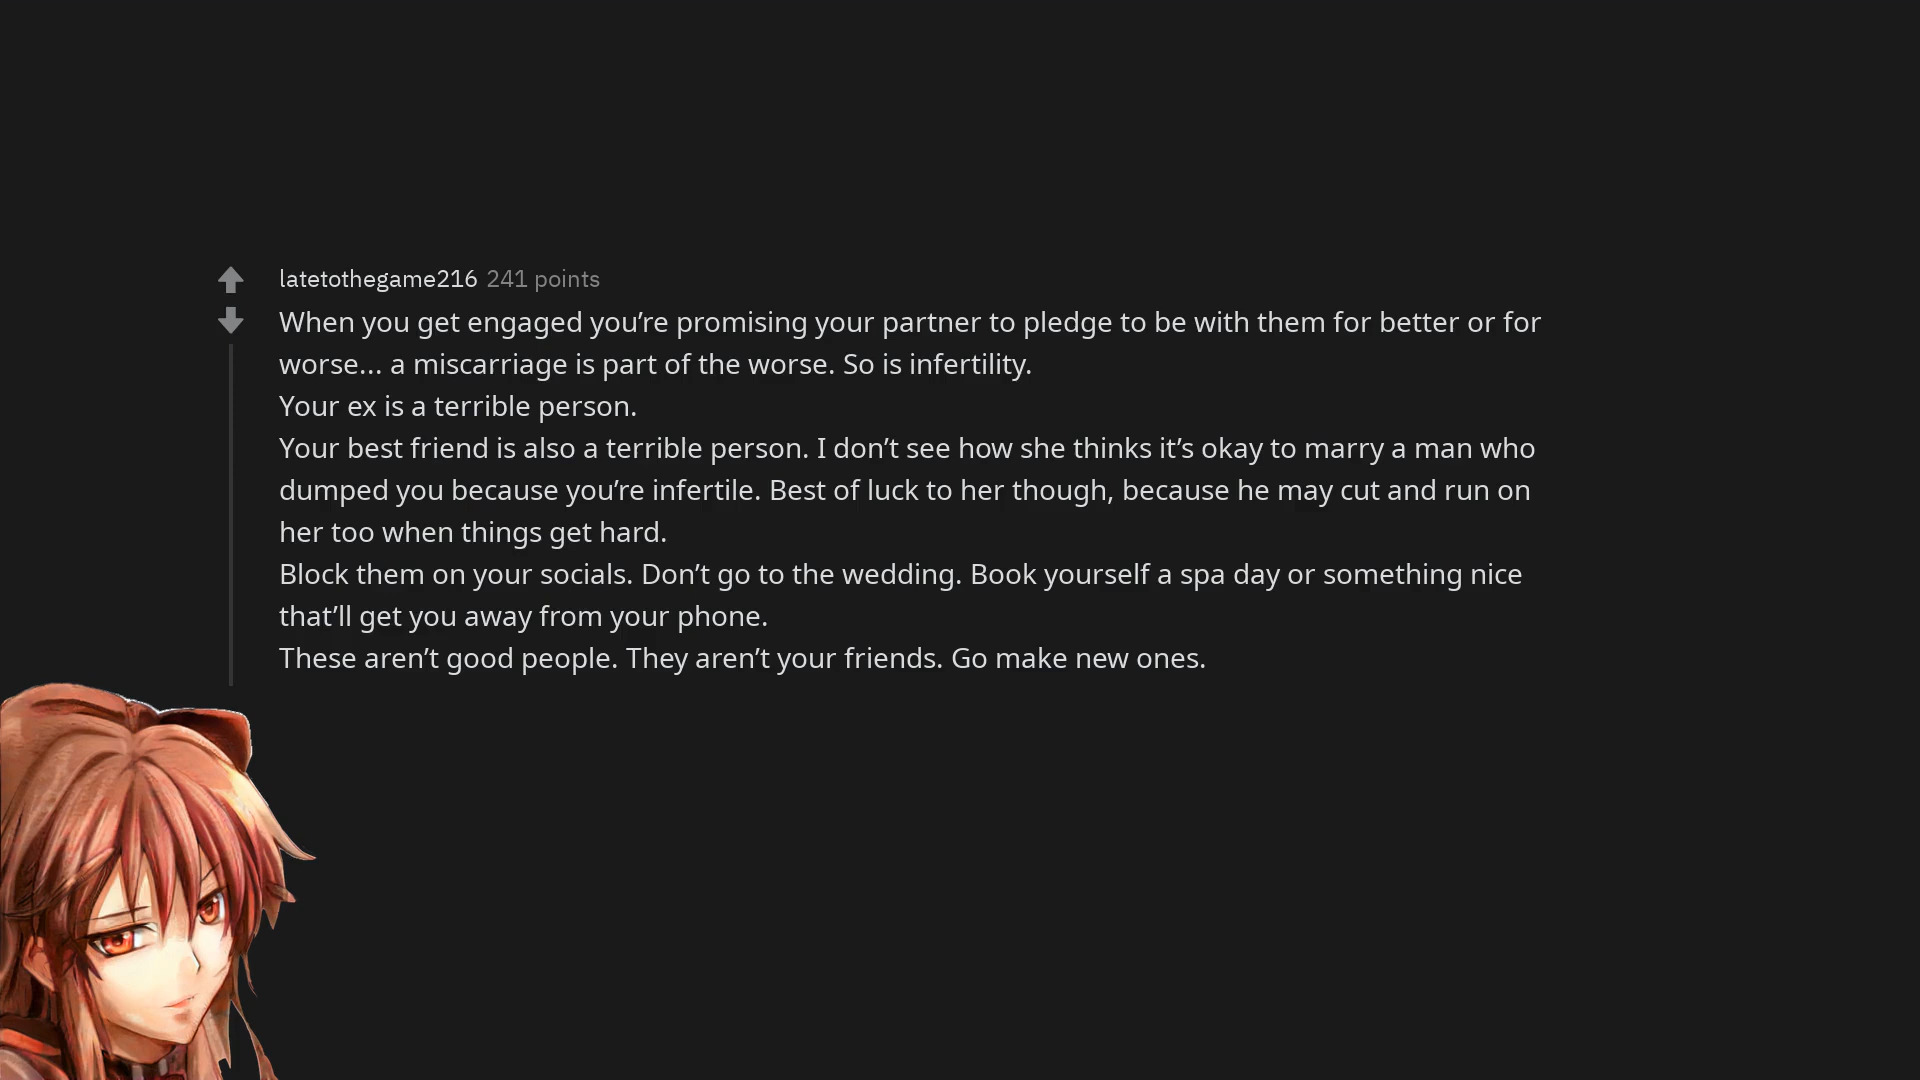 latetothegame216 241 points
When you get engaged you’re promising your partner to pledge to be with them for better or for
worse... a miscarriage is part of the worse. So is infertility.
Your ex is a terrible person.
Your best friend is also a terrible person. I don’t see how she thinks it’s okay to marry a man who
dumped you because you’re infertile. Best of luck to her though, because he may cut and run on
her too when things get hard.
Block them on your socials. Don’t go to the wedding. Book yourself a spa day or something nice
that’ll get you away from your phone.
These aren’t good people. They aren’t your friends. Go make new ones.